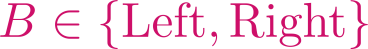 B ∈ {Left, Right}